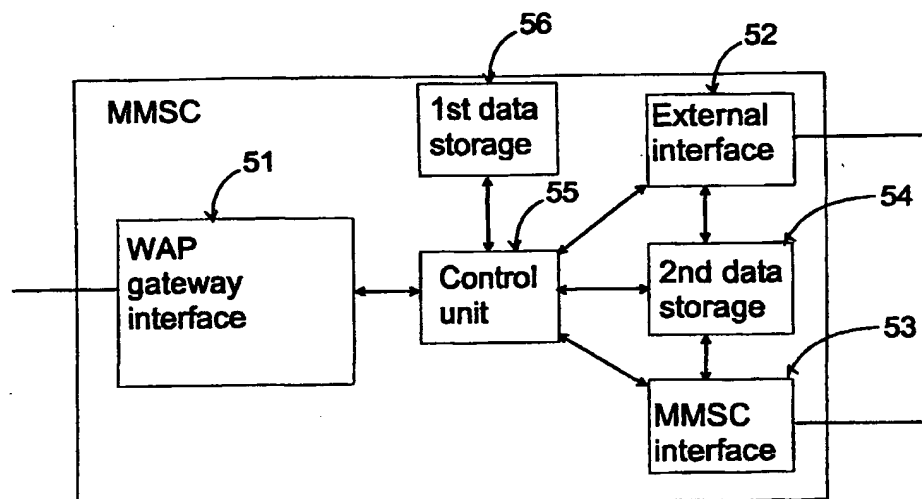 56
52
MMSC
1st data
storage
External
interface
51
55
54
WAP
gateway
interface
Control
unit
2nd data
storage
53
MMSC
interface